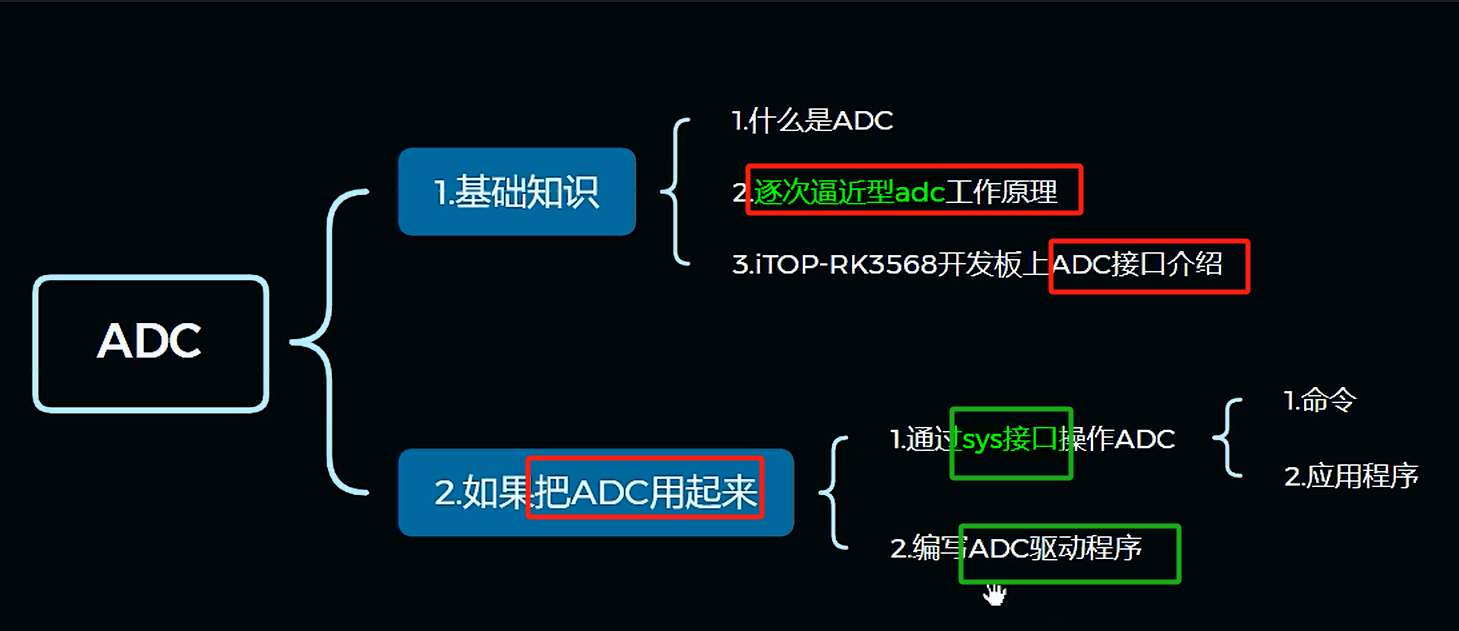 ADC
1.基础知识
1.什么是ADC
2.逐次逼近型adc工作原理
3.iTOP-RK3568开发板上ADC接口介绍
2.如果把ADC用起来
1.通过sys接口操作ADC
1.命令
2.应用程序
2.编写ADC驱动程序